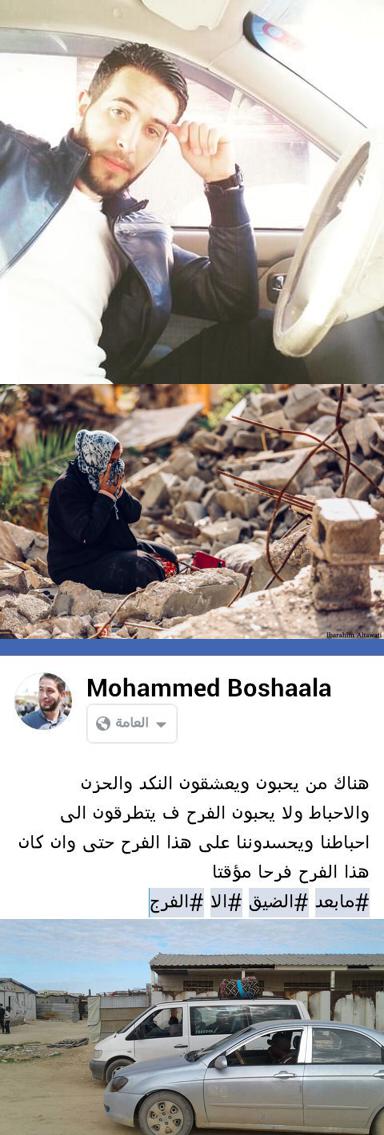 Ibarahim Altawati
Mohammed Boshaala
العامة
هناك من يحبون ويعشقون النكد والحزن
والاحباط ولا يحبون الفرح ف يتطرقون الى
احباطنا ويحسدوننا على هذا الفرح حتى وان كان
هذا الفرح فرحا مؤقتا
#مابعد #الضيق #الا #الفرج